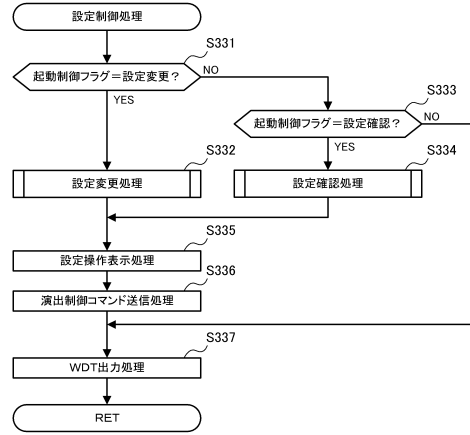 設定制御処理
S331
起動制御フラグ＝設定変更？
NO
YES
S333
起動制御フラグ＝設定確認？
NO
YES
S332
設定変更処理
S334
設定確認処理
S335
設定操作表示処理
S336
演出制御コマンド送信処理
S337
WDT出力処理
RET